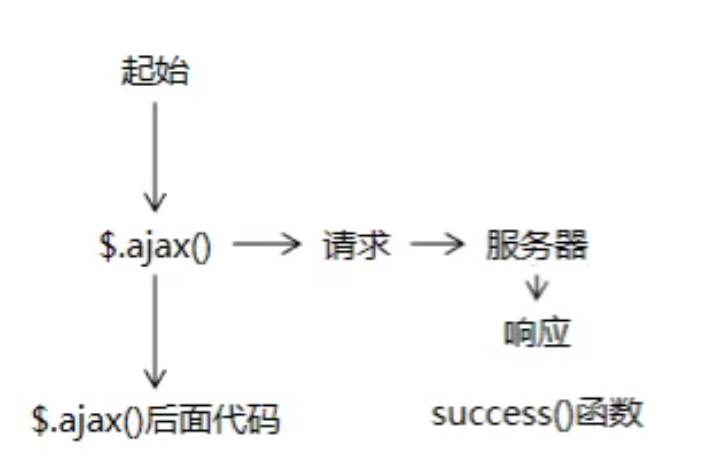 起始
$.ajax() 请求 服务器
响应
$.ajax()后面代码 success()函数